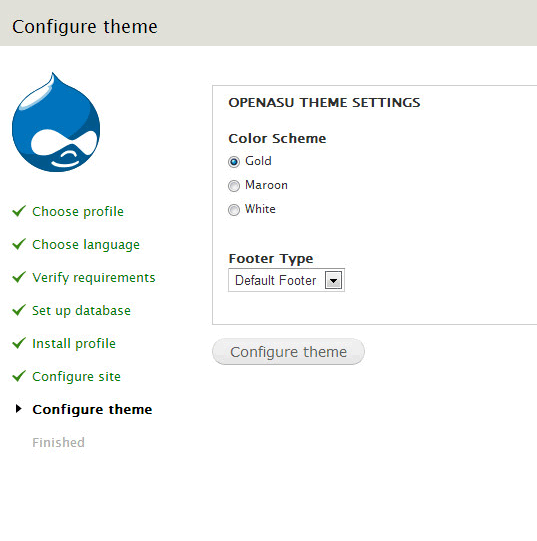 Configure theme
Choose profile
Choose language
Verify requirements
Set up database
Install profile
Configure site
Configure theme
Finished
OPENASU THEME SETTINGS
Color Scheme
Gold
Maroon
White
Footer Type
Default Footer
Configure theme